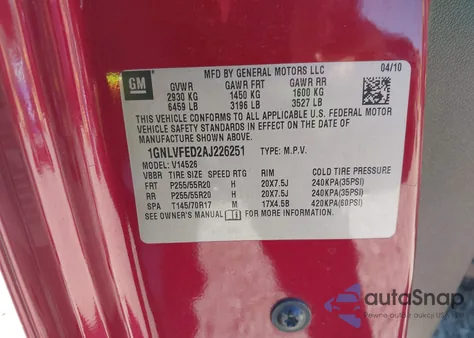 GM
MFD BY GENERAL MOTORS LLC 04/10
GVWR GAWR FRT GAWR RR
2930 KG 1450 KG 1600 KG
6459 LB 3196 LB 3527 LB
THIS VEHICLE CONFORMS TO ALL APPLICABLE U.S. FEDERAL MOTOR
VEHICLE SAFETY STANDARDS IN EFFECT ON THE DATE OF
MANUFACTURE SHOWN ABOVE.
1GNLVFED2AJ226251 TYPE: M.P.V.
V14526
VBBR TIRE SIZE SPEED RTG RIM COLD TIRE PRESSURE
FRT P255/55R20 H 20X7.5J 240KPA(35PSI)
RR P255/55R20 H 20X7.5J 240KPA(35PSI)
SPA T145/70R17 M 17X4.5B 420KPA(60PSI)
SEE OWNER'S MANUAL FOR MORE INFORMATION
autoSnap
Pewne auto z USA